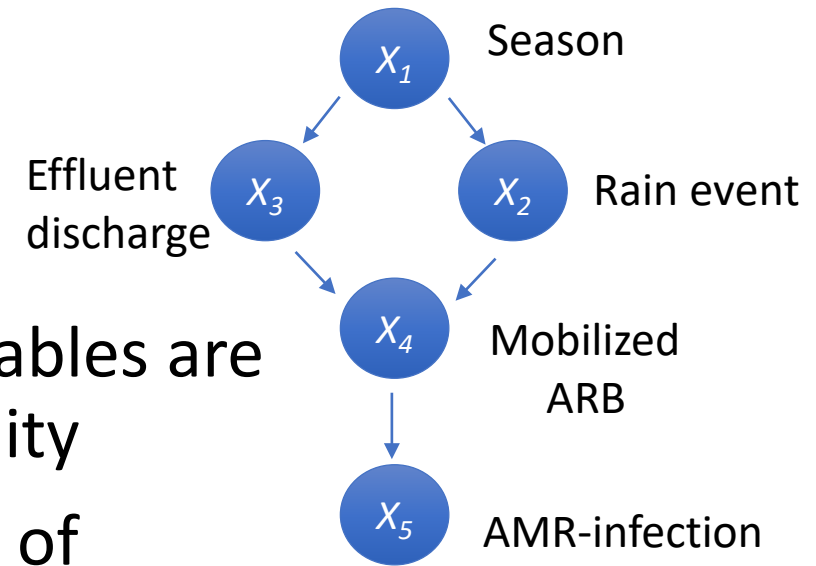 X1
Season
Effluent
discharge
X3
X2
Rain event
ables are
ity
X4
Mobilized
ARB
of
X5
AMR-infection